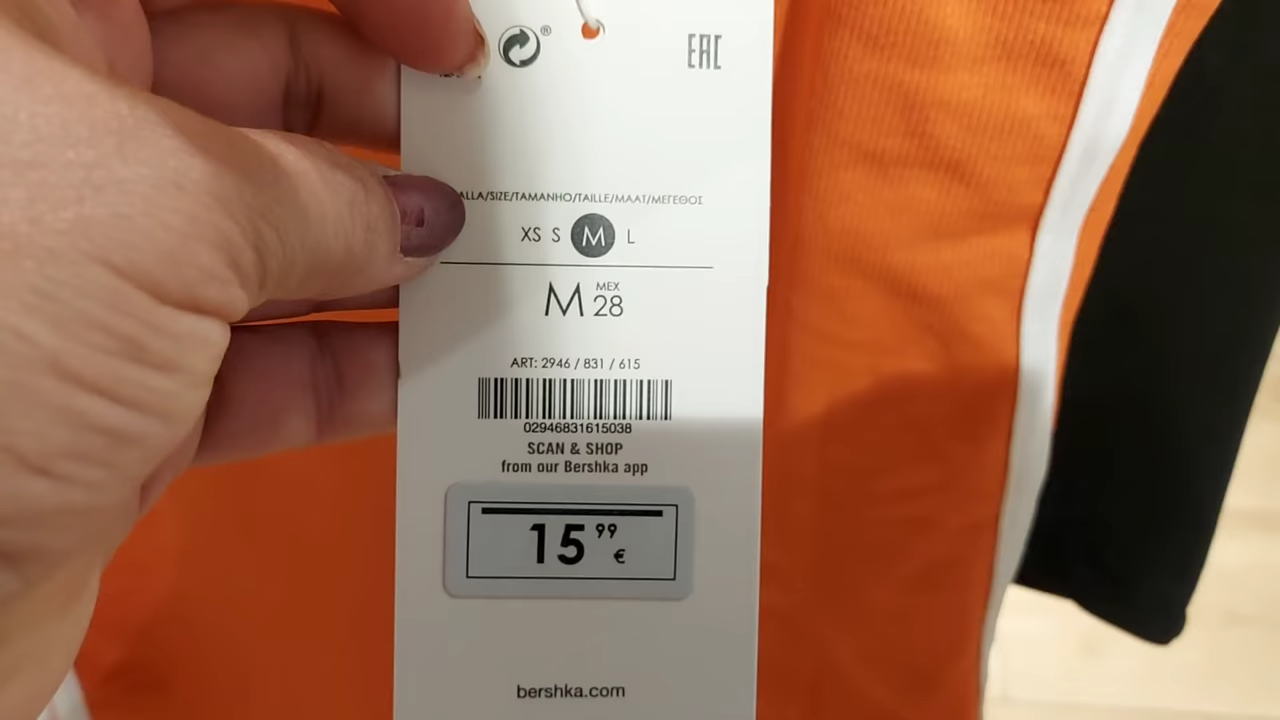 ®
EAC
ALLA/SIZE/TAMANHO/TAILLE/MAAT/ΜΕΓΕΘΟΣ
XS S M L
M MEX 28
ART: 2946 / 831 / 615
02946831615038
SCAN & SHOP
from our Bershka app
15 99 €
bershka.com